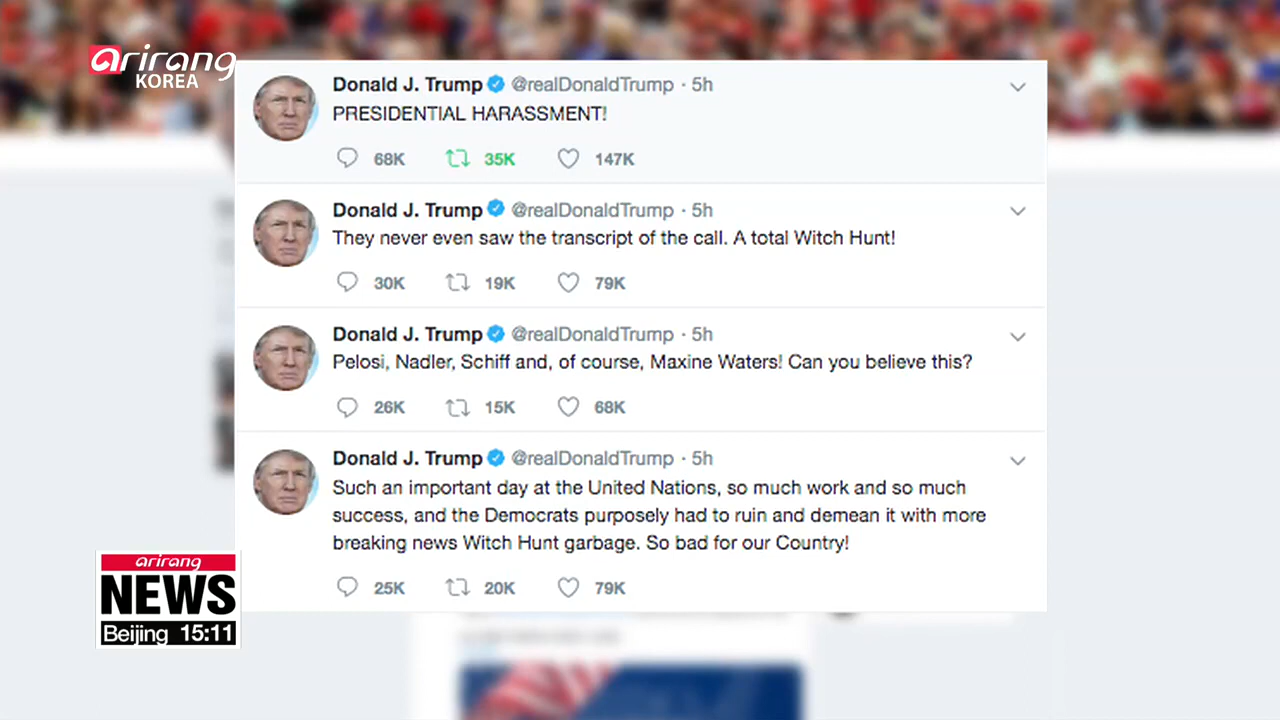 arirang
KOREA
Donald J. Trump @realDonaldTrump · 5h
PRESIDENTIAL HARASSMENT!
68K 35K 147K
Donald J. Trump @realDonaldTrump · 5h
They never even saw the transcript of the call. A total Witch Hunt!
30K 19K 79K
Donald J. Trump @realDonaldTrump · 5h
Pelosi, Nadler, Schiff and, of course, Maxine Waters! Can you believe this?
26K 15K 68K
Donald J. Trump @realDonaldTrump · 5h
Such an important day at the United Nations, so much work and so much
success, and the Democrats purposely had to ruin and demean it with more
breaking news Witch Hunt garbage. So bad for our Country!
25K 20K 79K
arirang
NEWS
Beijing 15:11